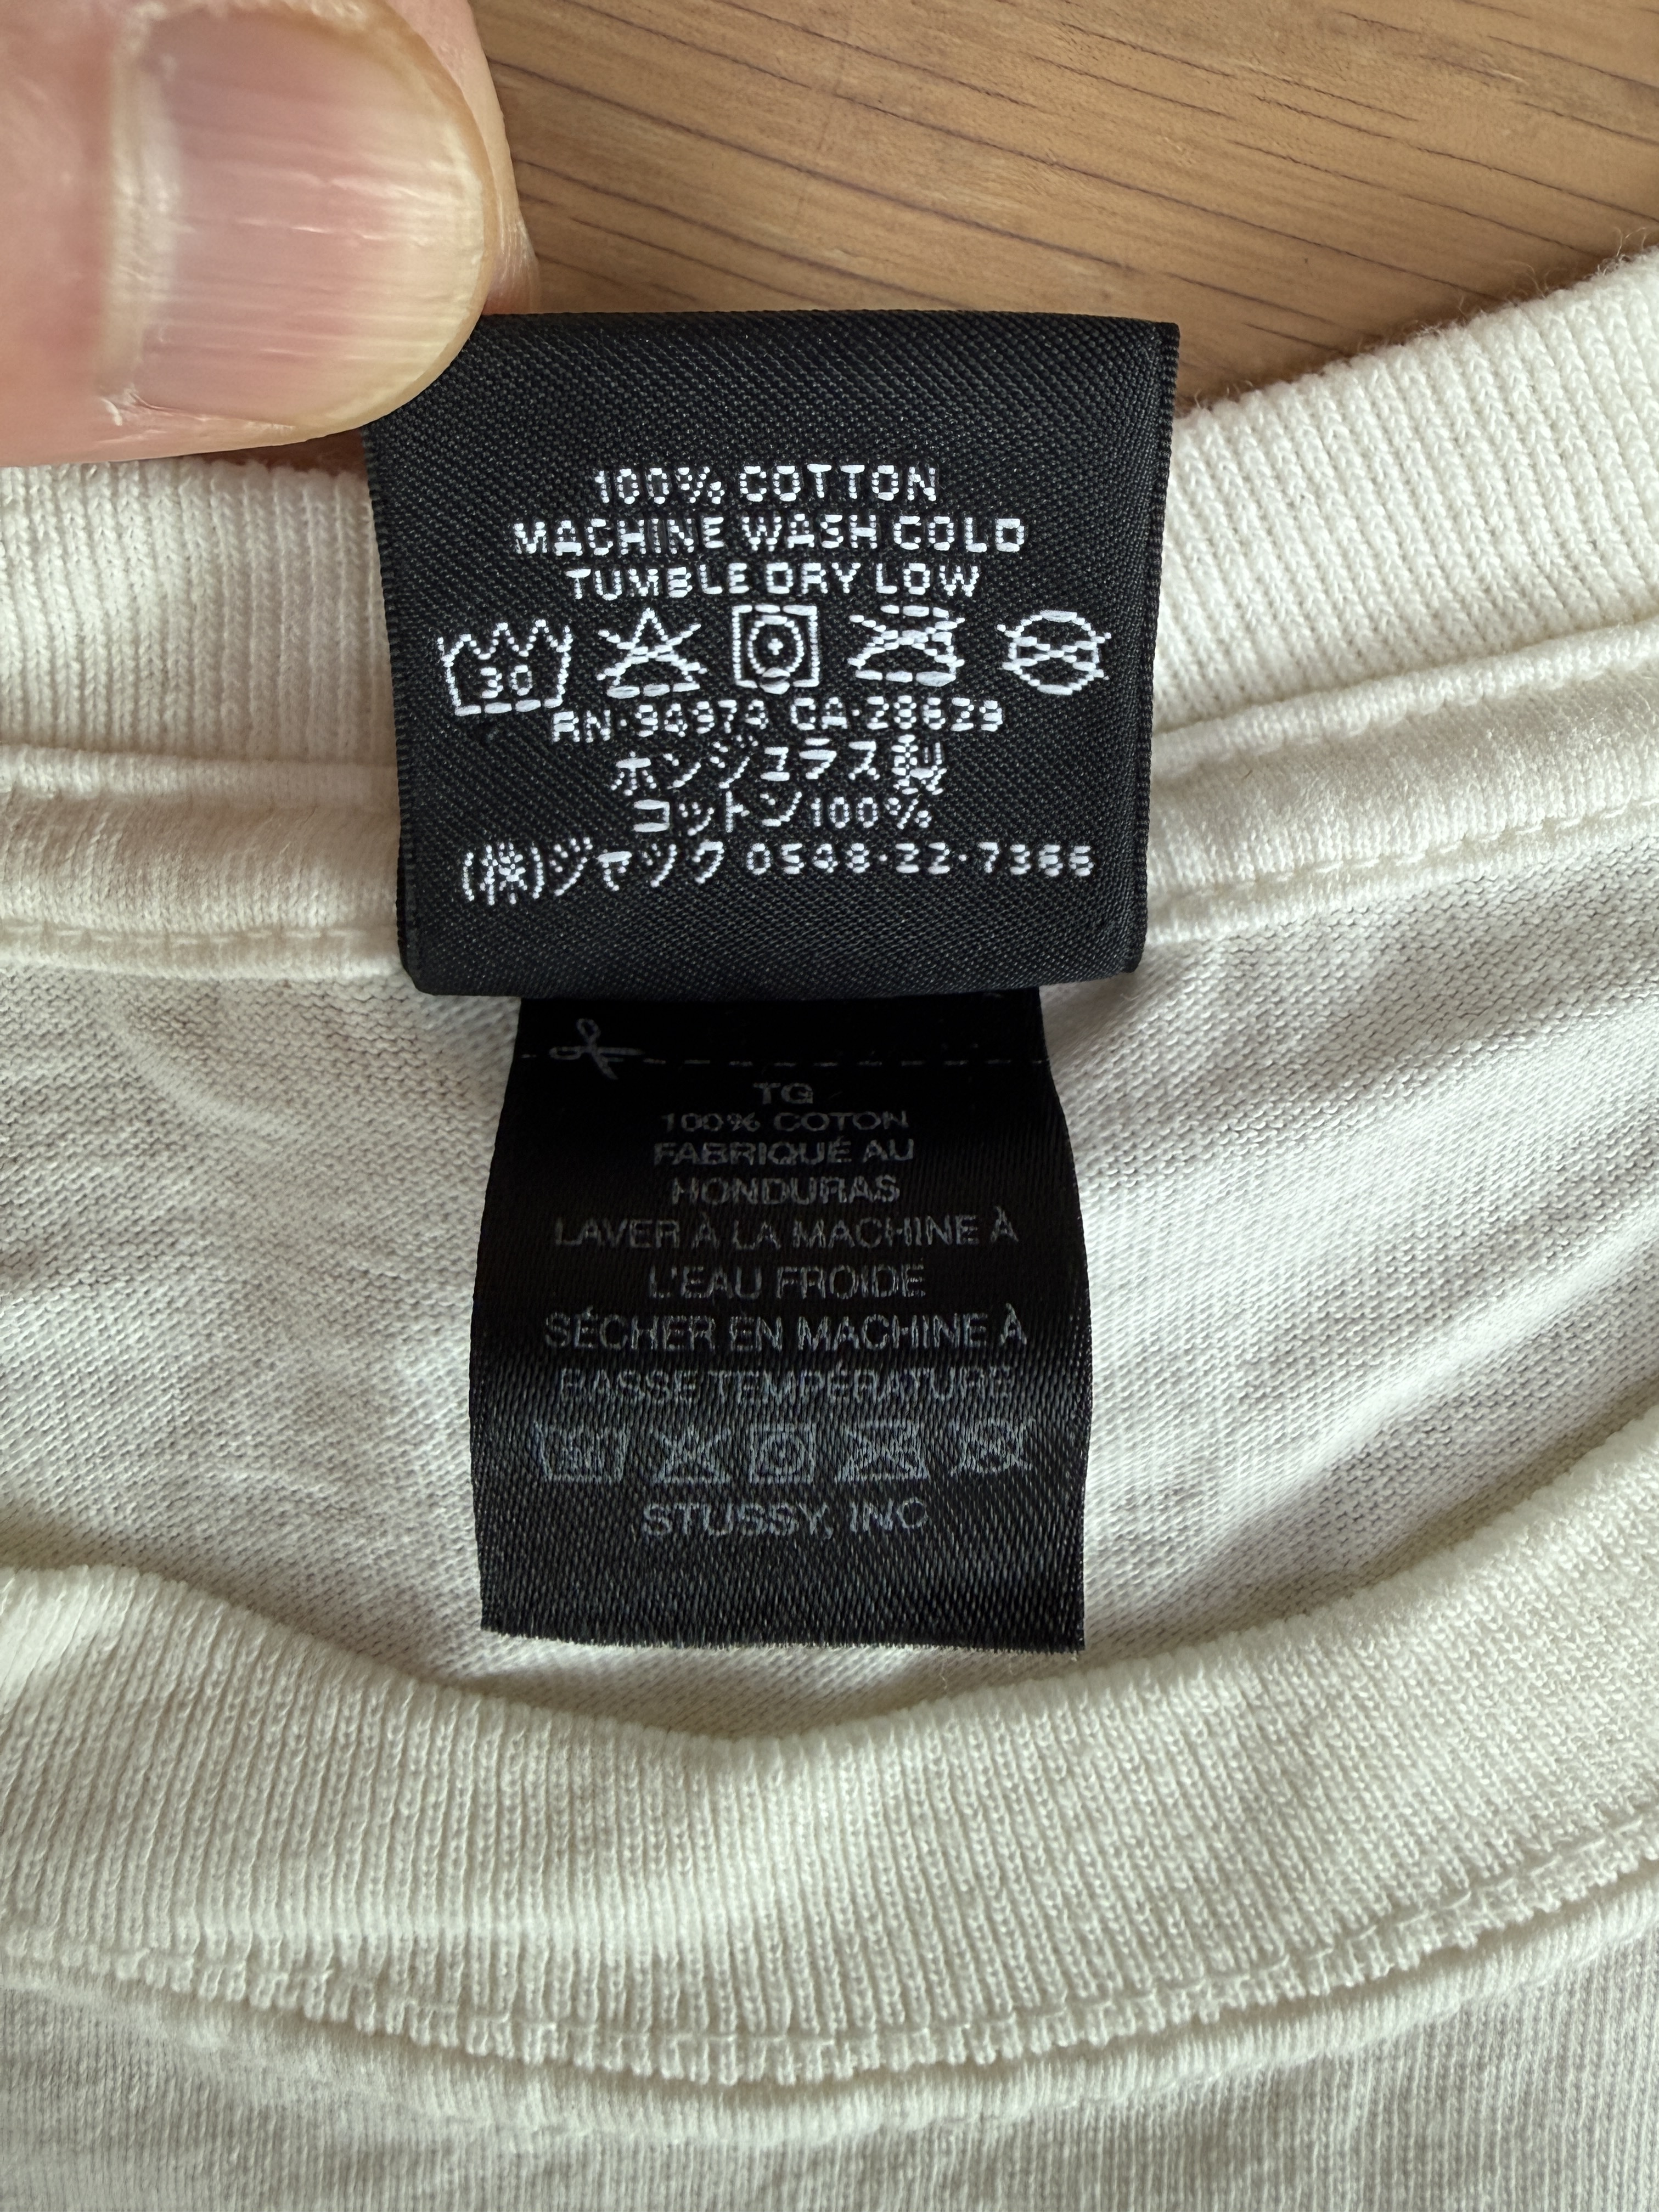 100% COTTON
MACHINE WASH COLD
TUMBLE DRY LOW
30
RN·94974 CA·28629
ホンジュラス製
コットン100%
(株)ジャック 0548·22·7366
TG
100% COTON
FABRIQUÉ AU
HONDURAS
LAVER À LA MACHINE À
L'EAU FROIDE
SÉCHER EN MACHINE À
BASSE TEMPÉRATURE
30
STUSSY, INC